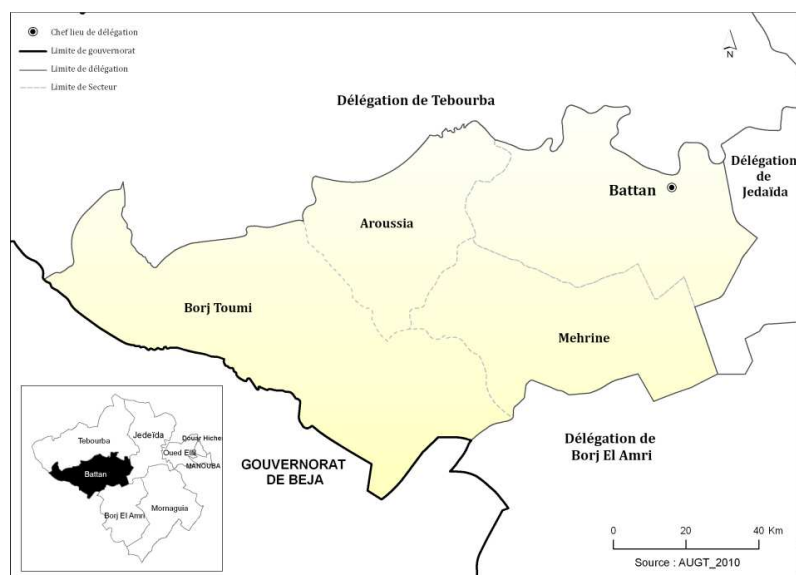 Chef lieu de délégation
Limite de gouvernorat
Limite de délégation
Limite de Secteur
N
Délégation de Tebourba
Délégation
de
Jedaïda
Battan
Aroussia
Borj Toumi
Mehrine
Délégation de
Borj El Amri
GOUVERNORAT
DE BEJA
Tebourba
Jedeïda
Douar Hicher
Oued Ellil
MANOUBA
Battan
Borj El Amri
Mornaguia
0 20 40 Km
Source : AUGT_2010